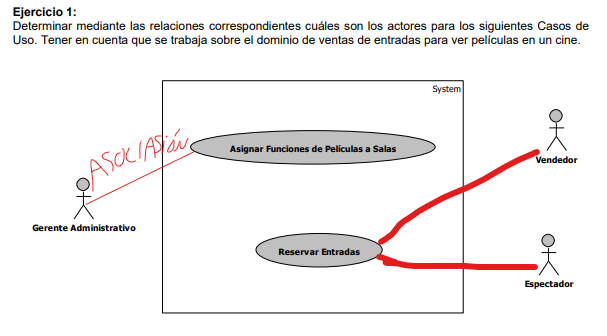 Ejercicio 1:
Determinar mediante las relaciones correspondientes cuáles son los actores para los siguientes Casos de
Uso. Tener en cuenta que se trabaja sobre el dominio de ventas de entradas para ver películas en un cine.
System
ASOCIASión
Asignar Funciones de Películas a Salas
Vendedor
Gerente Administrativo
Reservar Entradas
Espectador